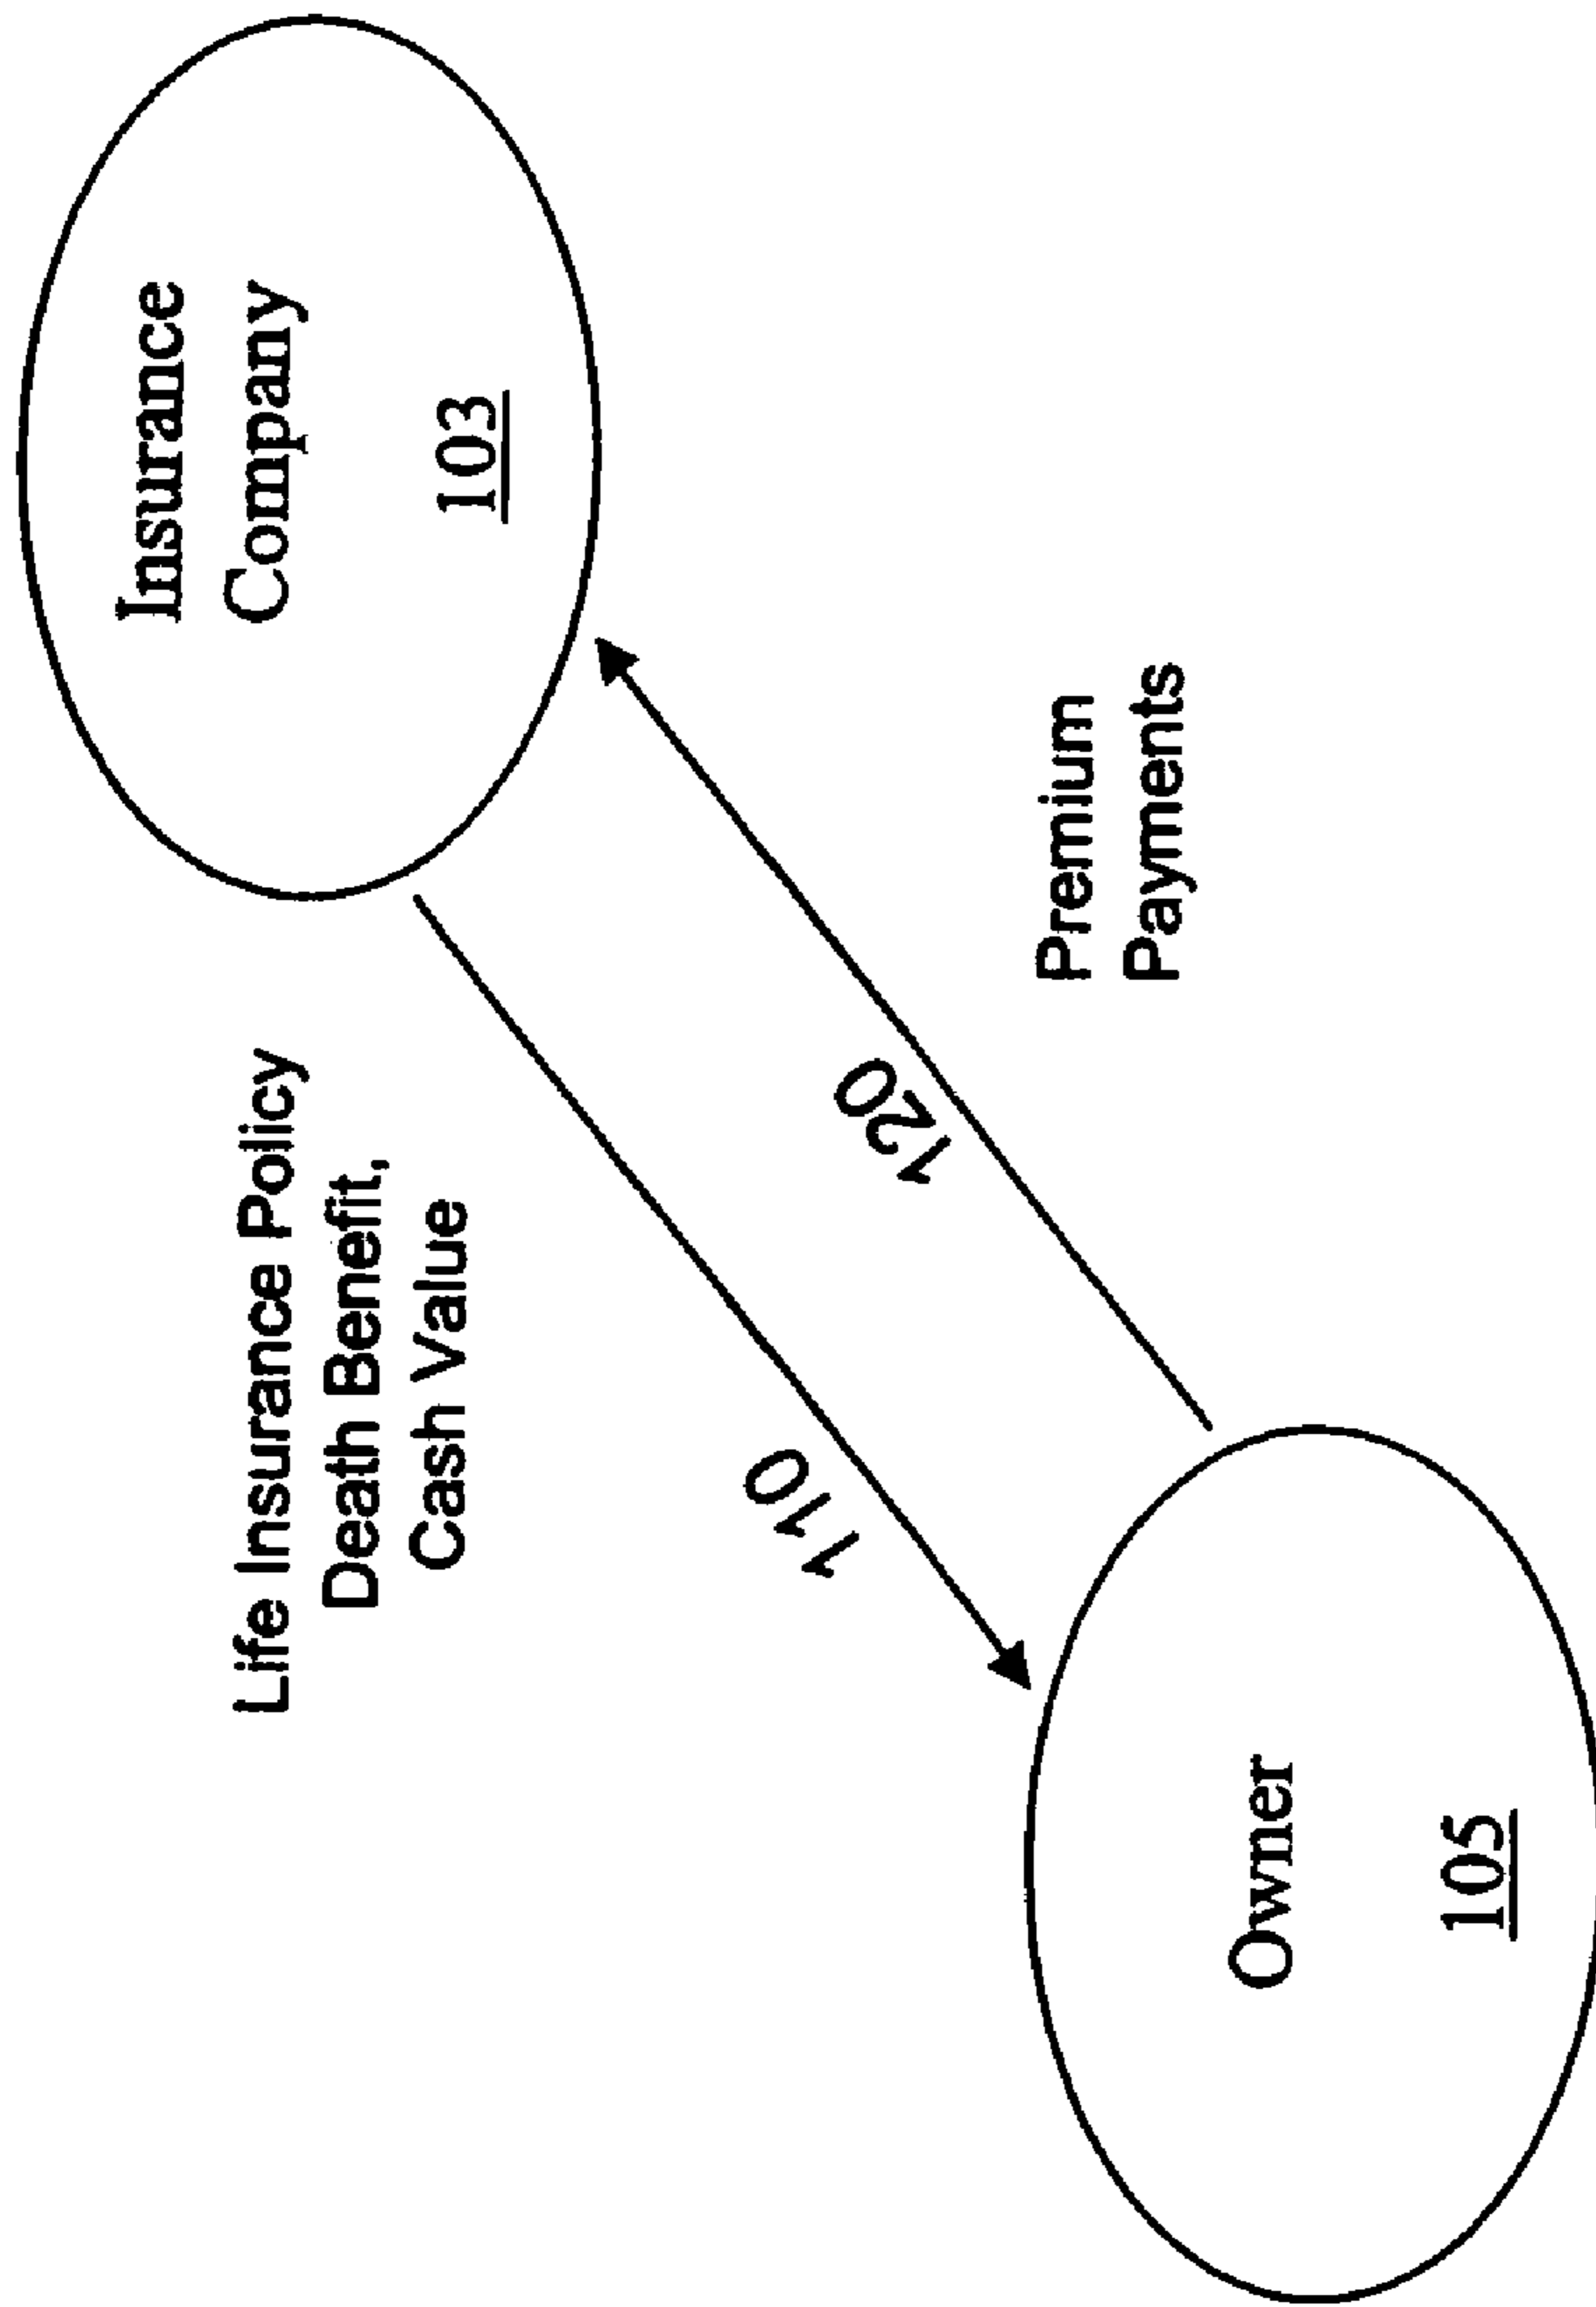 Insurance
Company
103
Life Insurance Policy
Death Benefit,
Cash Value
110
120
Premium
Payments
Owner
105